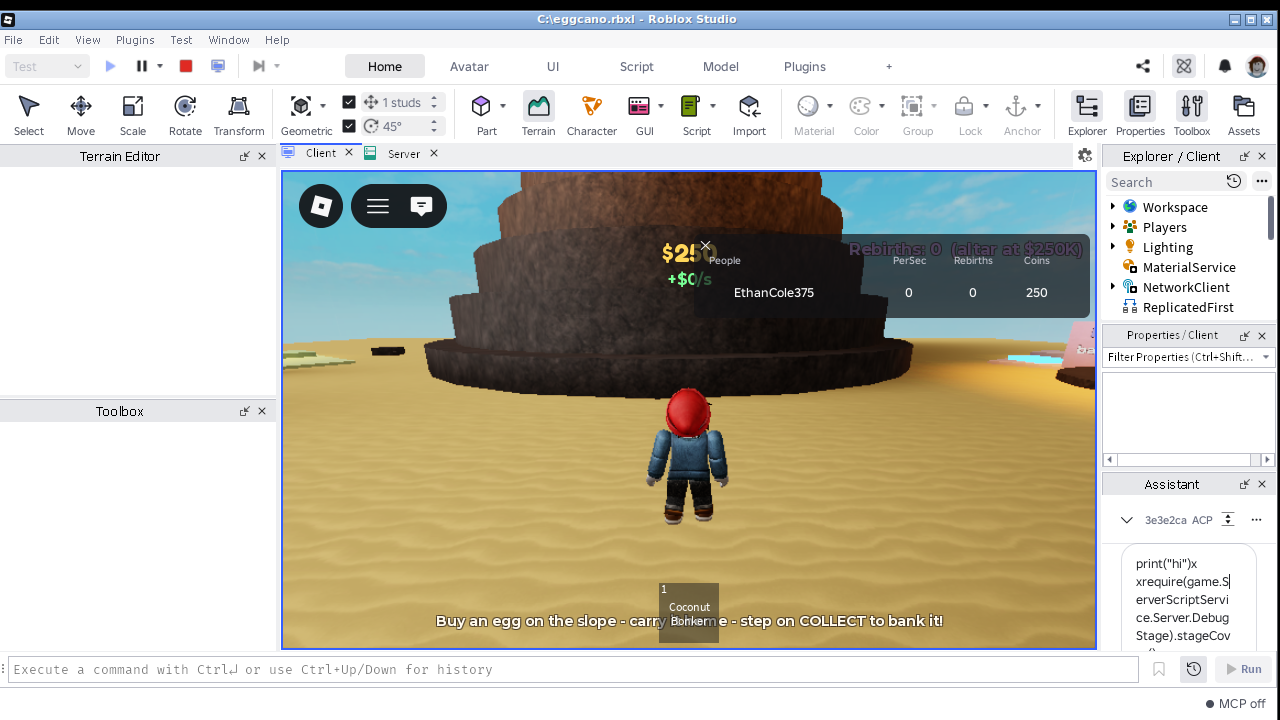 C:\eggcano.rbxl - Roblox Studio
File Edit View Plugins Test Window Help
Test Home Avatar UI Script Model Plugins +
Select Move Scale Rotate Transform Geometric 1 studs 45° Part Terrain Character GUI Script Import Material Color Group Lock Anchor Explorer Properties Toolbox Assets
Terrain Editor
Client Server
Explorer / Client
Search
Workspace
Players
Lighting
MaterialService
NetworkClient
ReplicatedFirst
$250
+$0/s
Rebirths: 0 (altar at $250K)
People PerSec Rebirths Coins
EthanCole375 0 0 250
Properties / Client
Filter Properties (Ctrl+Shift...
Toolbox
Assistant
3e3e2ca ACP
print("hi")x
xrequire(game.S
erverScriptServi
ce.Server.Debug
Stage).stageCov
1
Coconut
Bonker
Buy an egg on the slope - carry it home - step on COLLECT to bank it!
Execute a command with Ctrl↵ or use Ctrl+Up/Down for history
Run
MCP off